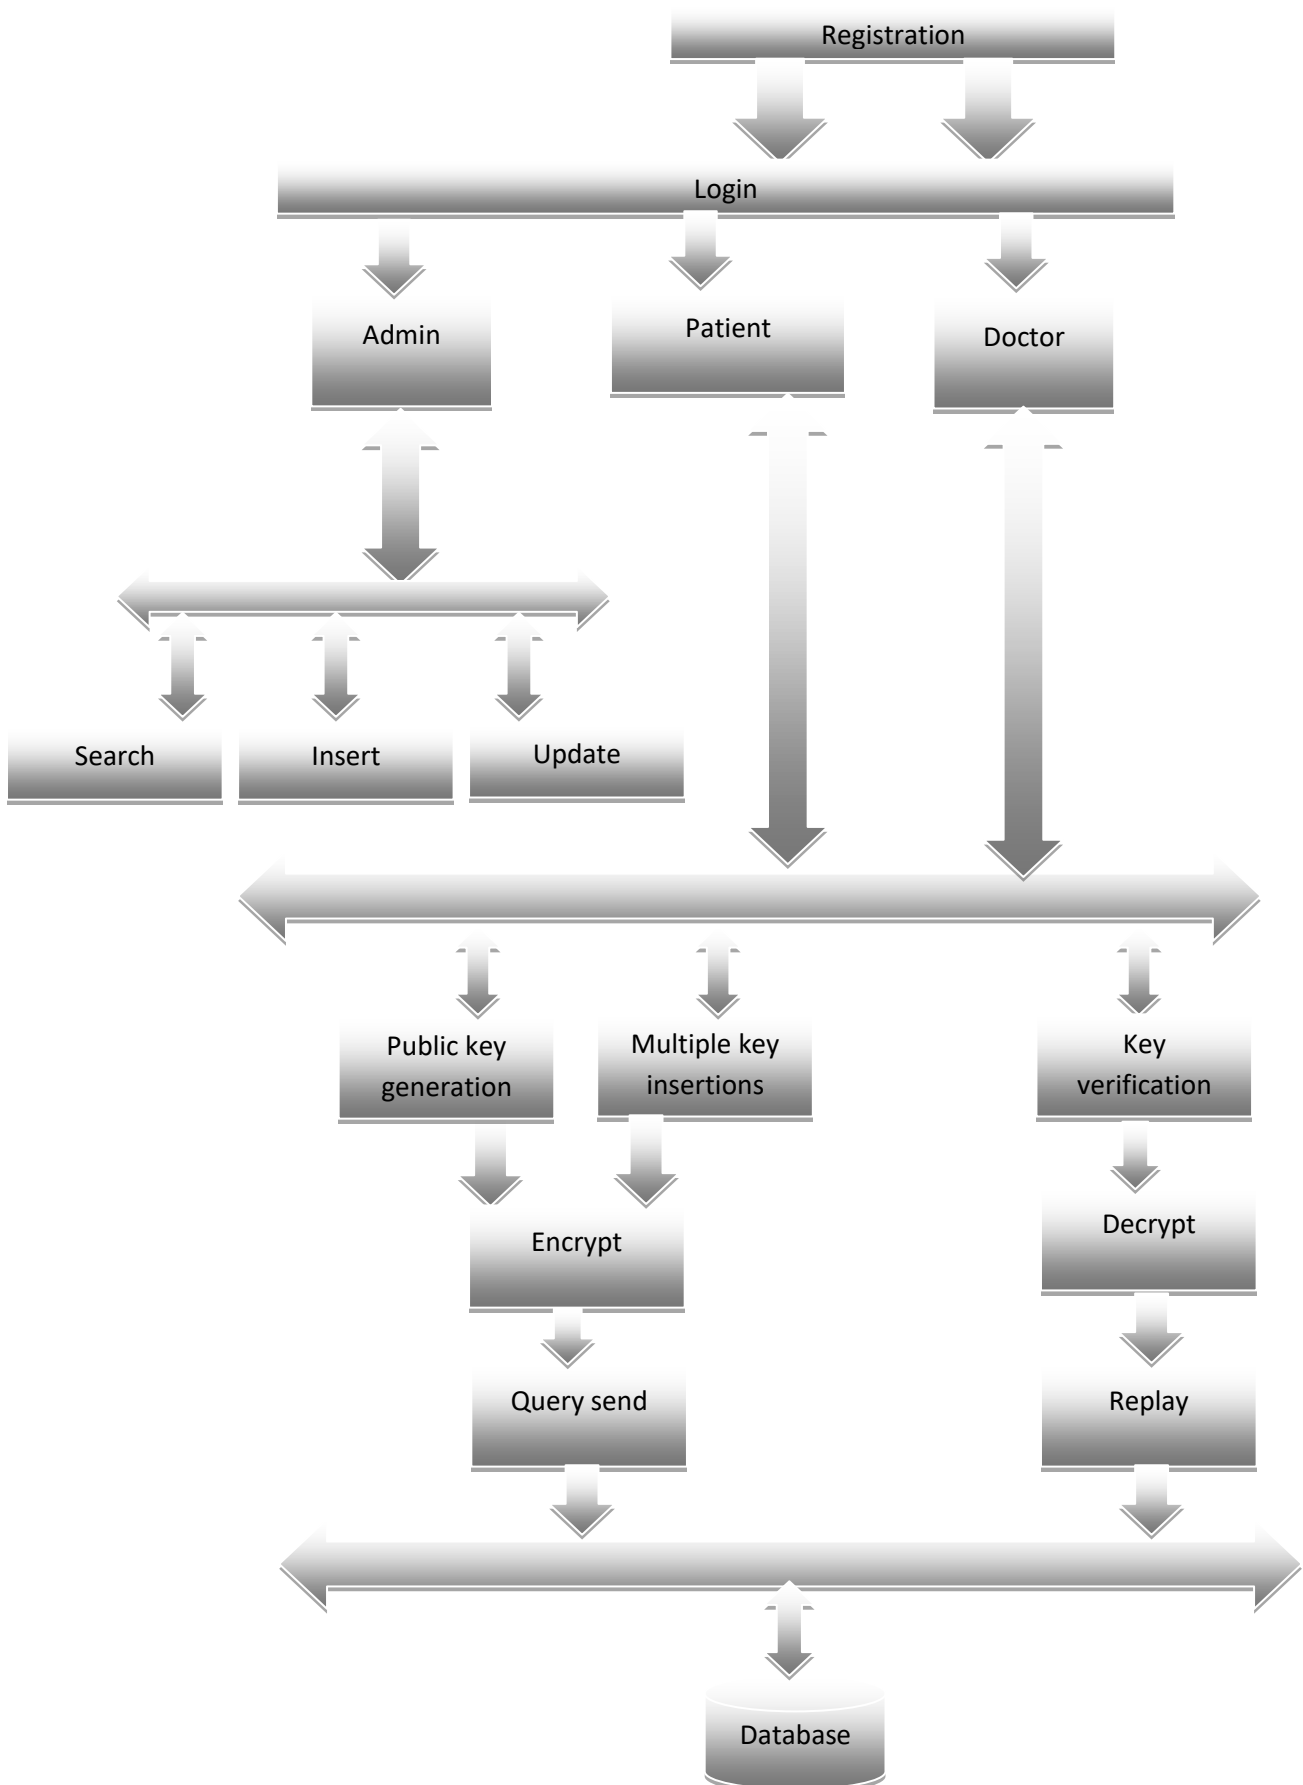 Registration
Login
Admin
Patient
Doctor
Search
Insert
Update
Public key
generation
Multiple key
insertions
Key
verification
Encrypt
Decrypt
Query send
Replay
Database